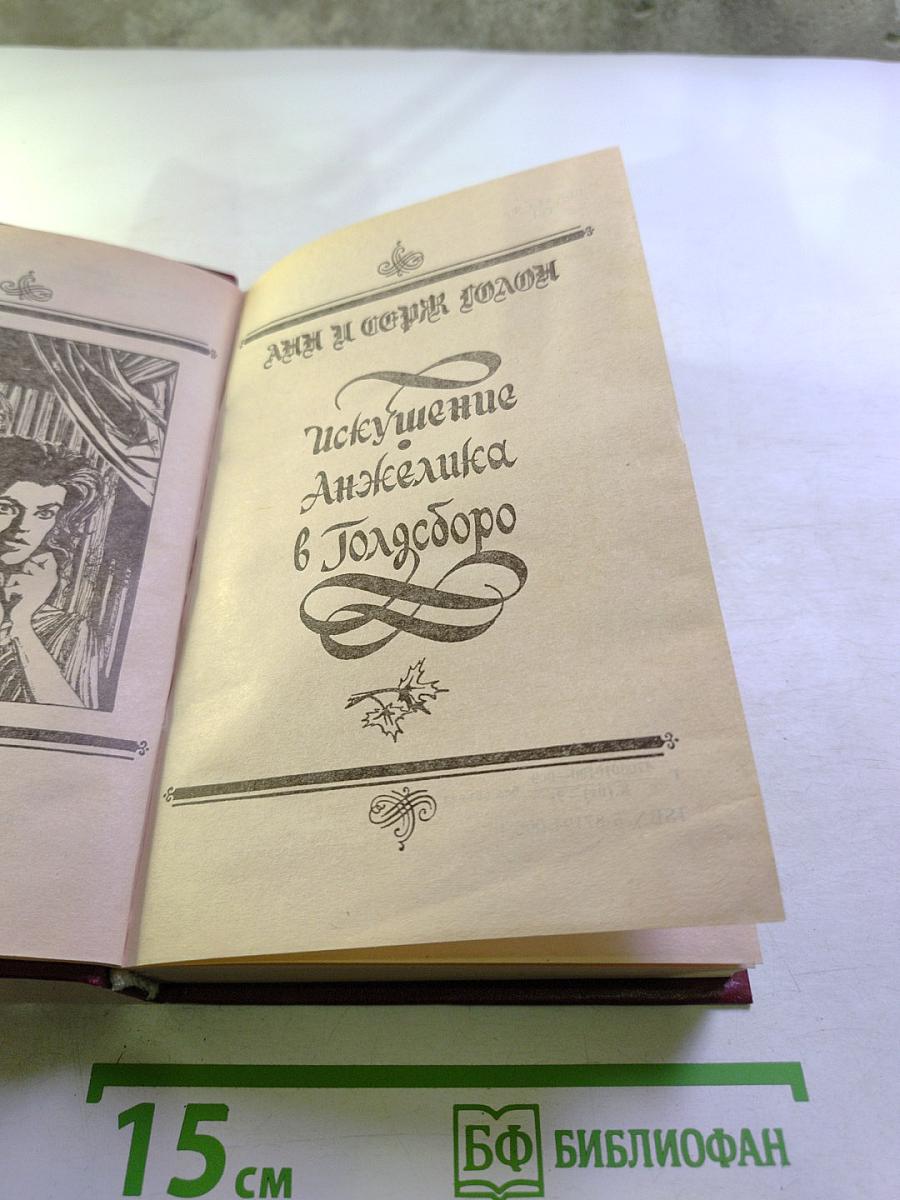 АНН И СЕРЖ ГОЛОН
Искушение
Анжелика
в Голдсборо
15 см
БФ БИБЛИОФАН